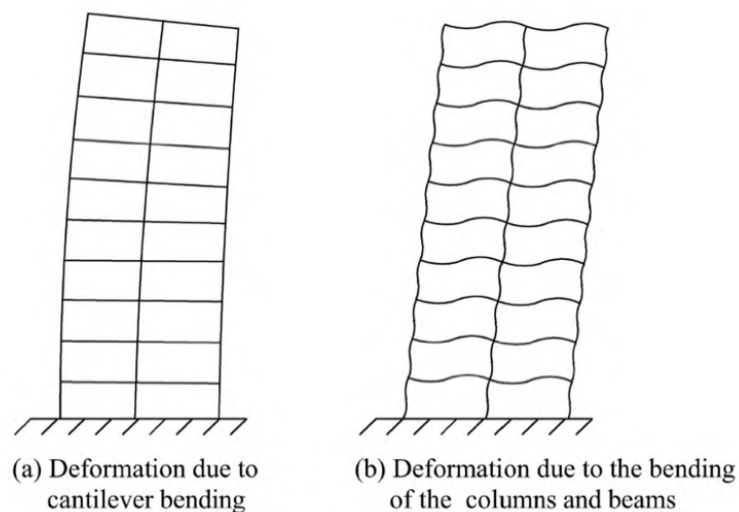 (a) Deformation due to
cantilever bending
(b) Deformation due to the bending
of the columns and beams